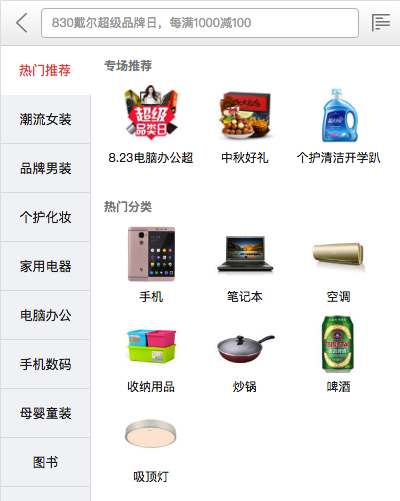 830戴尔超级品牌日，每满1000减100
热门推荐
潮流女装
品牌男装
个护化妆
家用电器
电脑办公
手机数码
母婴童装
图书
专场推荐
超级
品类日
8.23电脑办公超
中秋好礼
个护清洁开学趴
热门分类
手机
笔记本
空调
收纳用品
炒锅
啤酒
吸顶灯